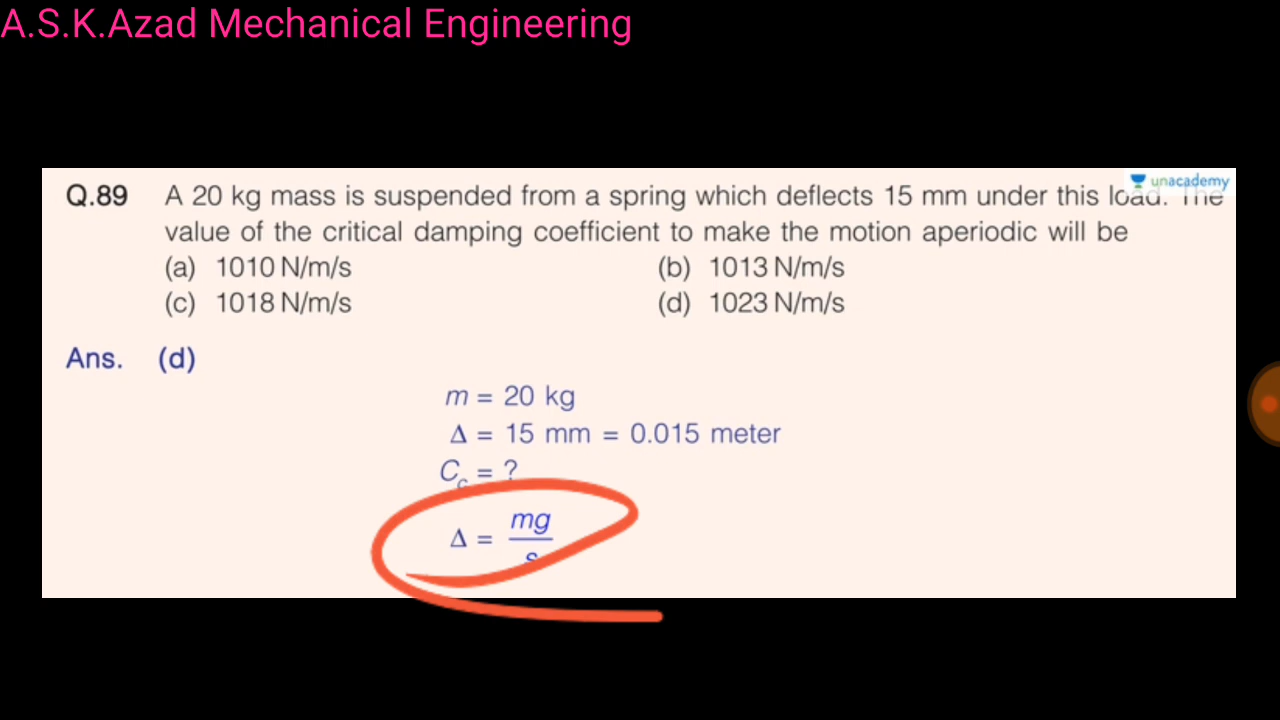 A.S.K.Azad Mechanical Engineering
unacademy
Q.89 A 20 kg mass is suspended from a spring which deflects 15 mm under this load. The
value of the critical damping coefficient to make the motion aperiodic will be
(a) 1010 N/m/s (b) 1013 N/m/s
(c) 1018 N/m/s (d) 1023 N/m/s
Ans. (d)
m = 20 kg
Δ = 15 mm = 0.015 meter
C_c = ?
Δ = mg/s